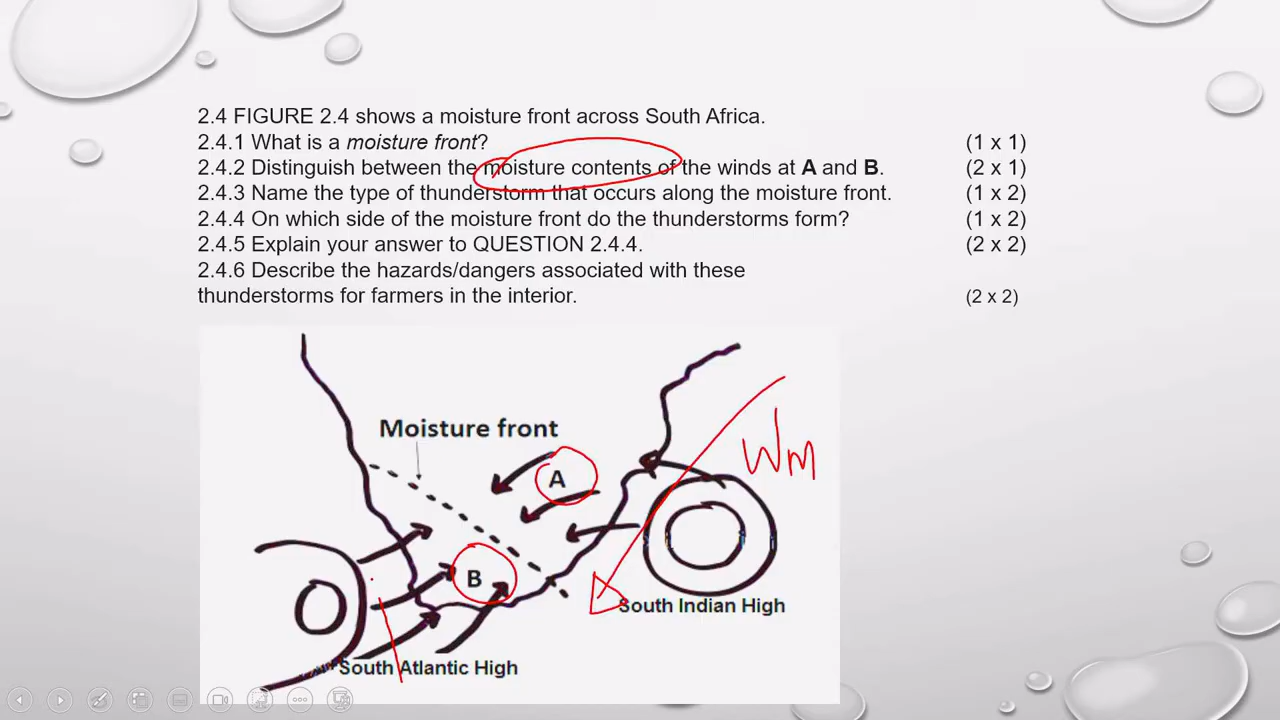 2.4 FIGURE 2.4 shows a moisture front across South Africa.
2.4.1 What is a moisture front? (1 x 1)
2.4.2 Distinguish between the moisture contents of the winds at A and B. (2 x 1)
2.4.3 Name the type of thunderstorm that occurs along the moisture front. (1 x 2)
2.4.4 On which side of the moisture front do the thunderstorms form? (1 x 2)
2.4.5 Explain your answer to QUESTION 2.4.4. (2 x 2)
2.4.6 Describe the hazards/dangers associated with these
thunderstorms for farmers in the interior. (2 x 2)
Moisture front
A
WM
B
South Indian High
South Atlantic High